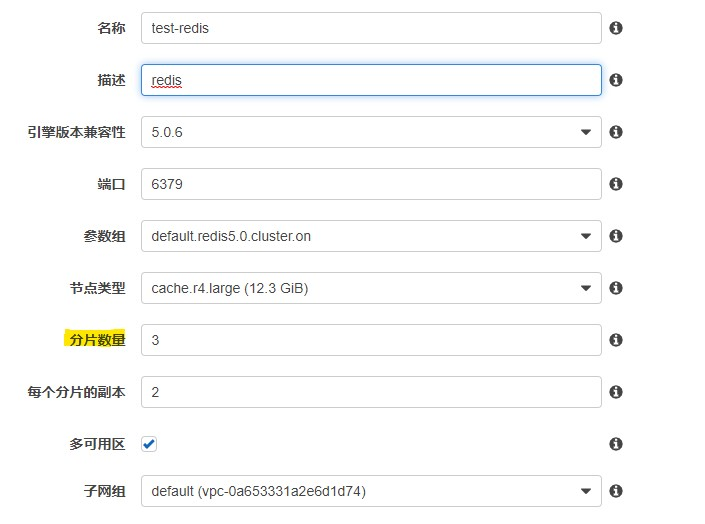 名称 test-redis
描述 redis
引擎版本兼容性 5.0.6
端口 6379
参数组 default.redis5.0.cluster.on
节点类型 cache.r4.large (12.3 GiB)
分片数量 3
每个分片的副本 2
多可用区
子网组 default (vpc-0a653331a2e6d1d74)